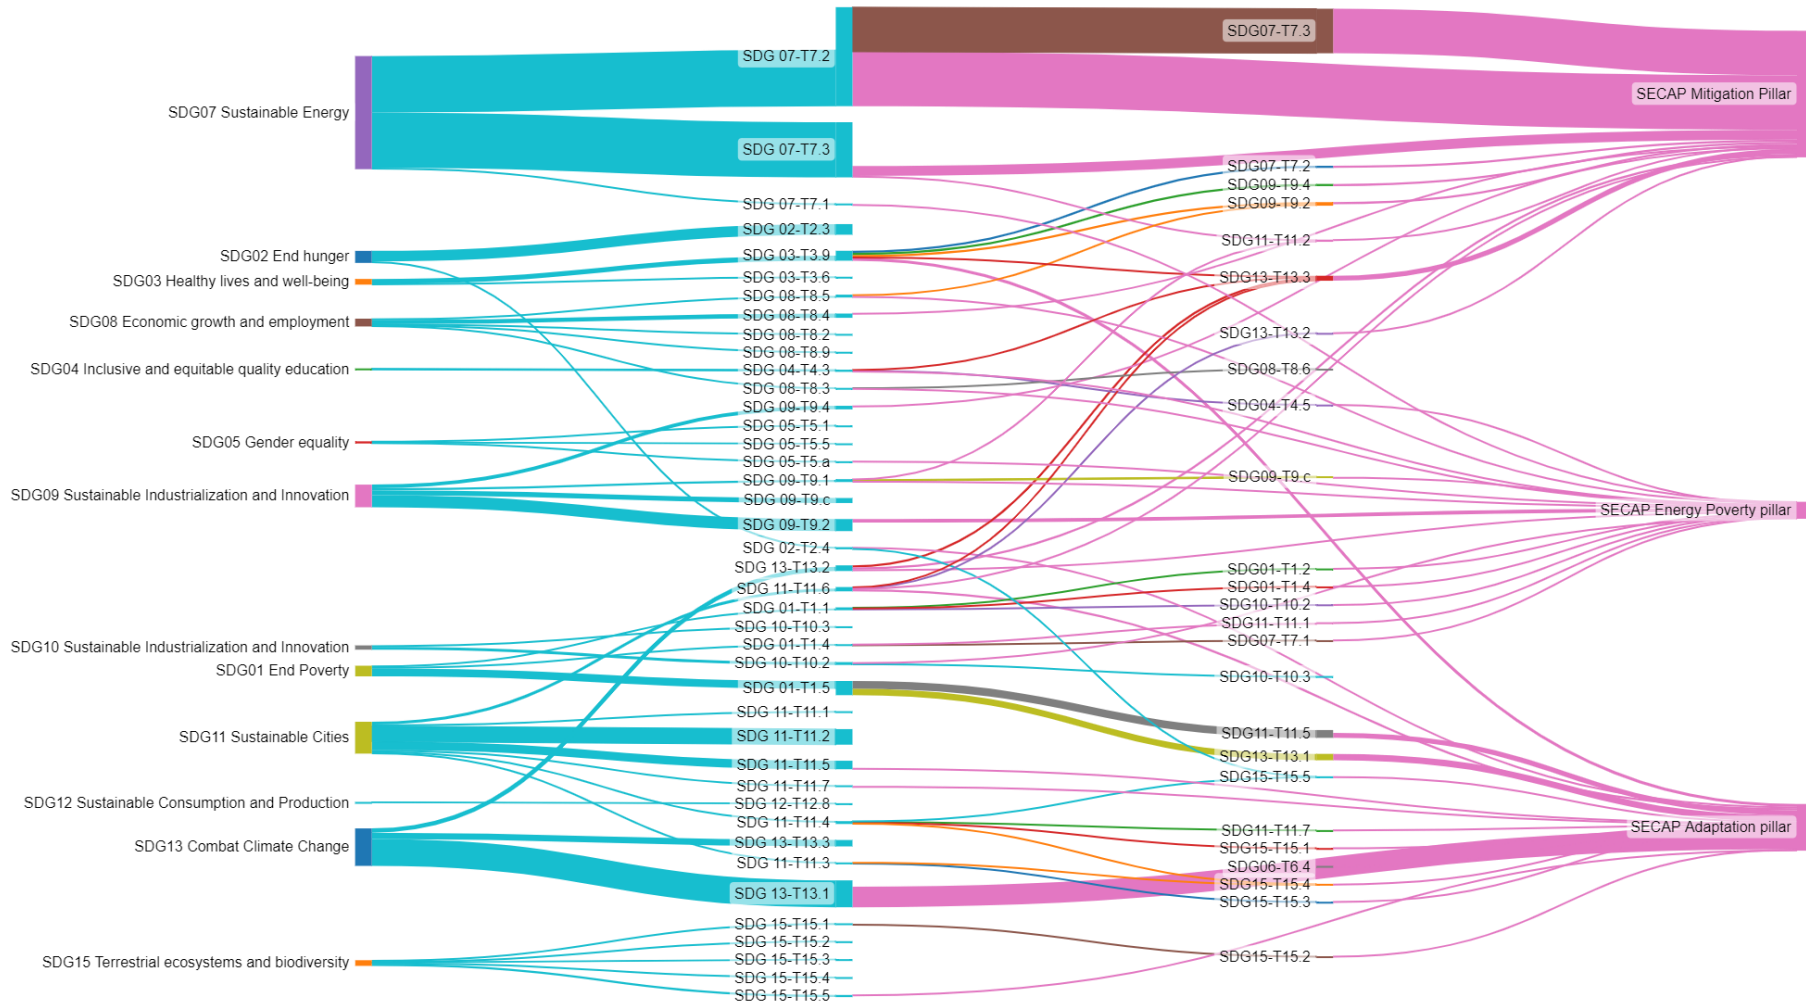 SDG07 Sustainable Energy
SDG02 End hunger
SDG03 Healthy lives and well-being
SDG08 Economic growth and employment
SDG04 Inclusive and equitable quality education
SDG05 Gender equality
SDG09 Sustainable Industrialization and Innovation
SDG10 Sustainable Industrialization and Innovation
SDG01 End Poverty
SDG11 Sustainable Cities
SDG12 Sustainable Consumption and Production
SDG13 Combat Climate Change
SDG15 Terrestrial ecosystems and biodiversity
SDG 07-T7.2
SDG 07-T7.3
SDG 07-T7.1
SDG 02-T2.3
SDG 03-T3.9
SDG 03-T3.6
SDG 08-T8.5
SDG 08-T8.4
SDG 08-T8.2
SDG 08-T8.9
SDG 04-T4.3
SDG 08-T8.3
SDG 09-T9.4
SDG 05-T5.1
SDG 05-T5.5
SDG 05-T5.a
SDG 09-T9.1
SDG 09-T9.c
SDG 09-T9.2
SDG 02-T2.4
SDG 13-T13.2
SDG 11-T11.6
SDG 01-T1.1
SDG 10-T10.3
SDG 01-T1.4
SDG 10-T10.2
SDG 01-T1.5
SDG 11-T11.1
SDG 11-T11.2
SDG 11-T11.5
SDG 11-T11.7
SDG 12-T12.8
SDG 11-T11.4
SDG 13-T13.3
SDG 11-T11.3
SDG 13-T13.1
SDG 15-T15.1
SDG 15-T15.2
SDG 15-T15.3
SDG 15-T15.4
SDG 15-T15.5
SDG07-T7.3
SDG07-T7.2
SDG09-T9.4
SDG09-T9.2
SDG11-T11.2
SDG13-T13.3
SDG13-T13.2
SDG08-T8.6
SDG04-T4.5
SDG09-T9.c
SDG01-T1.2
SDG01-T1.4
SDG10-T10.2
SDG11-T11.1
SDG07-T7.1
SDG10-T10.3
SDG11-T11.5
SDG13-T13.1
SDG15-T15.5
SDG11-T11.7
SDG15-T15.1
SDG06-T6.4
SDG15-T15.4
SDG15-T15.3
SDG15-T15.2
SECAP Mitigation Pillar
SECAP Energy Poverty pillar
SECAP Adaptation pillar